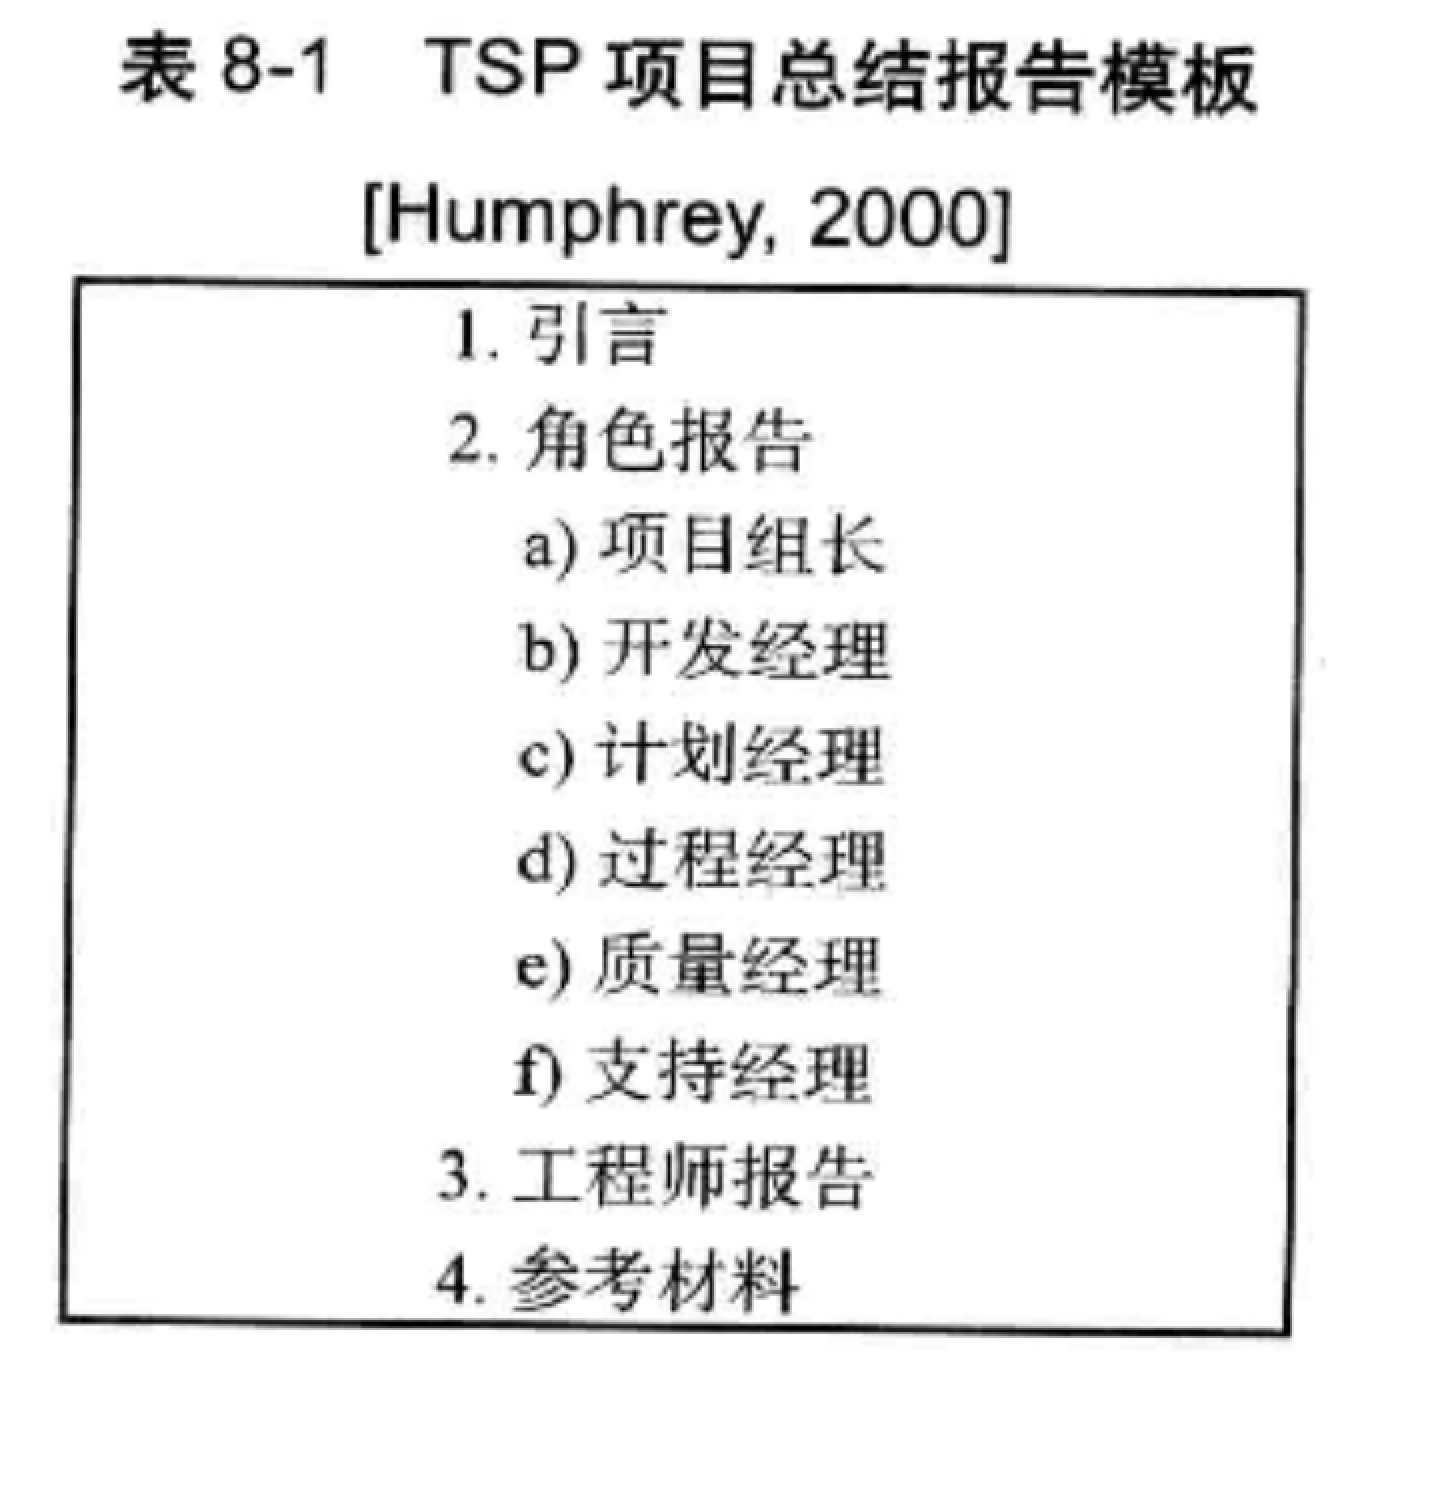 表 8-1 TSP 项目总结报告模板
[Humphrey, 2000]
1. 引言
2. 角色报告
a) 项目组长
b) 开发经理
c) 计划经理
d) 过程经理
e) 质量经理
f) 支持经理
3. 工程师报告
4. 参考材料